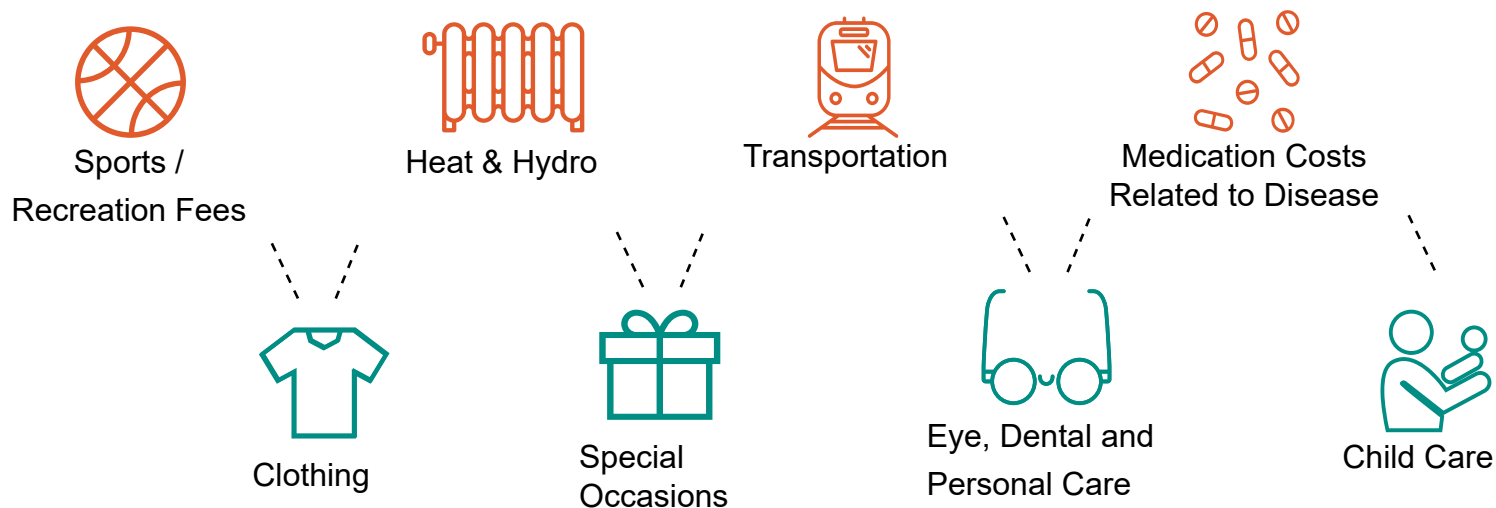 Sports /
Recreation Fees
Heat & Hydro
Transportation
Medication Costs
Related to Disease
Clothing
Special
Occasions
Eye, Dental and
Personal Care
Child Care